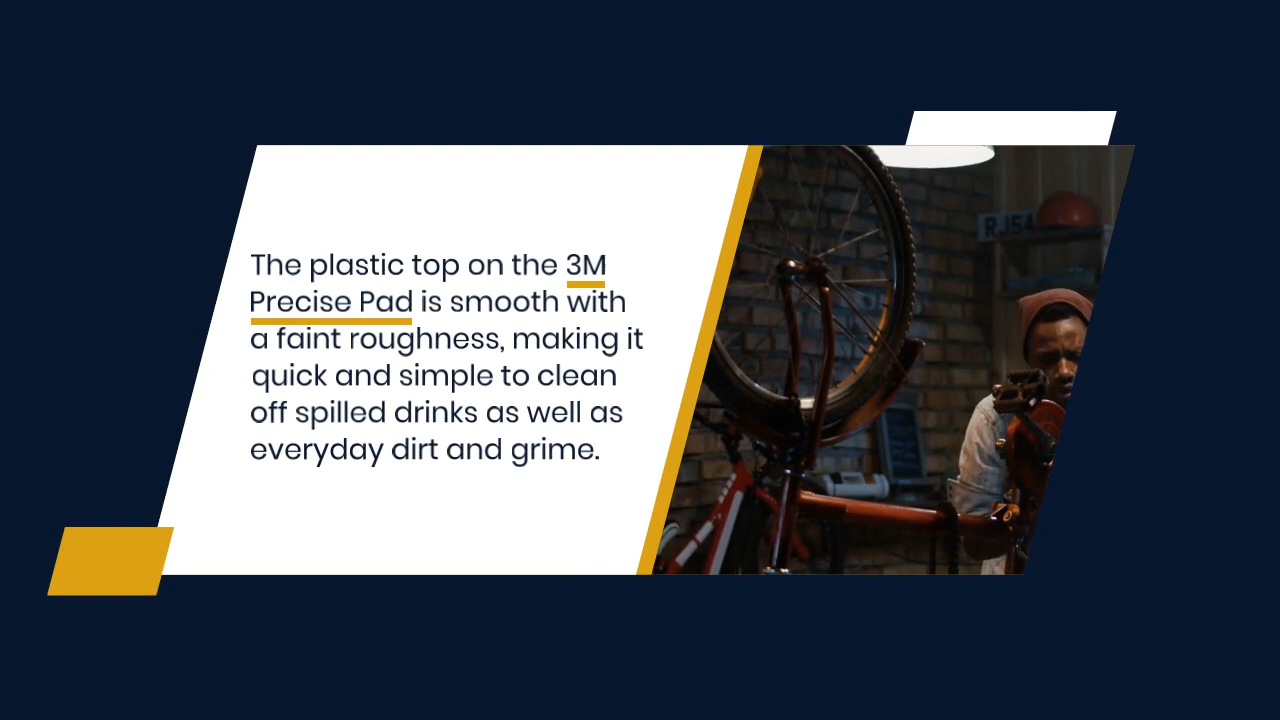 The plastic top on the 3M
Precise Pad is smooth with
a faint roughness, making it
quick and simple to clean
off spilled drinks as well as
everyday dirt and grime.
RJ54